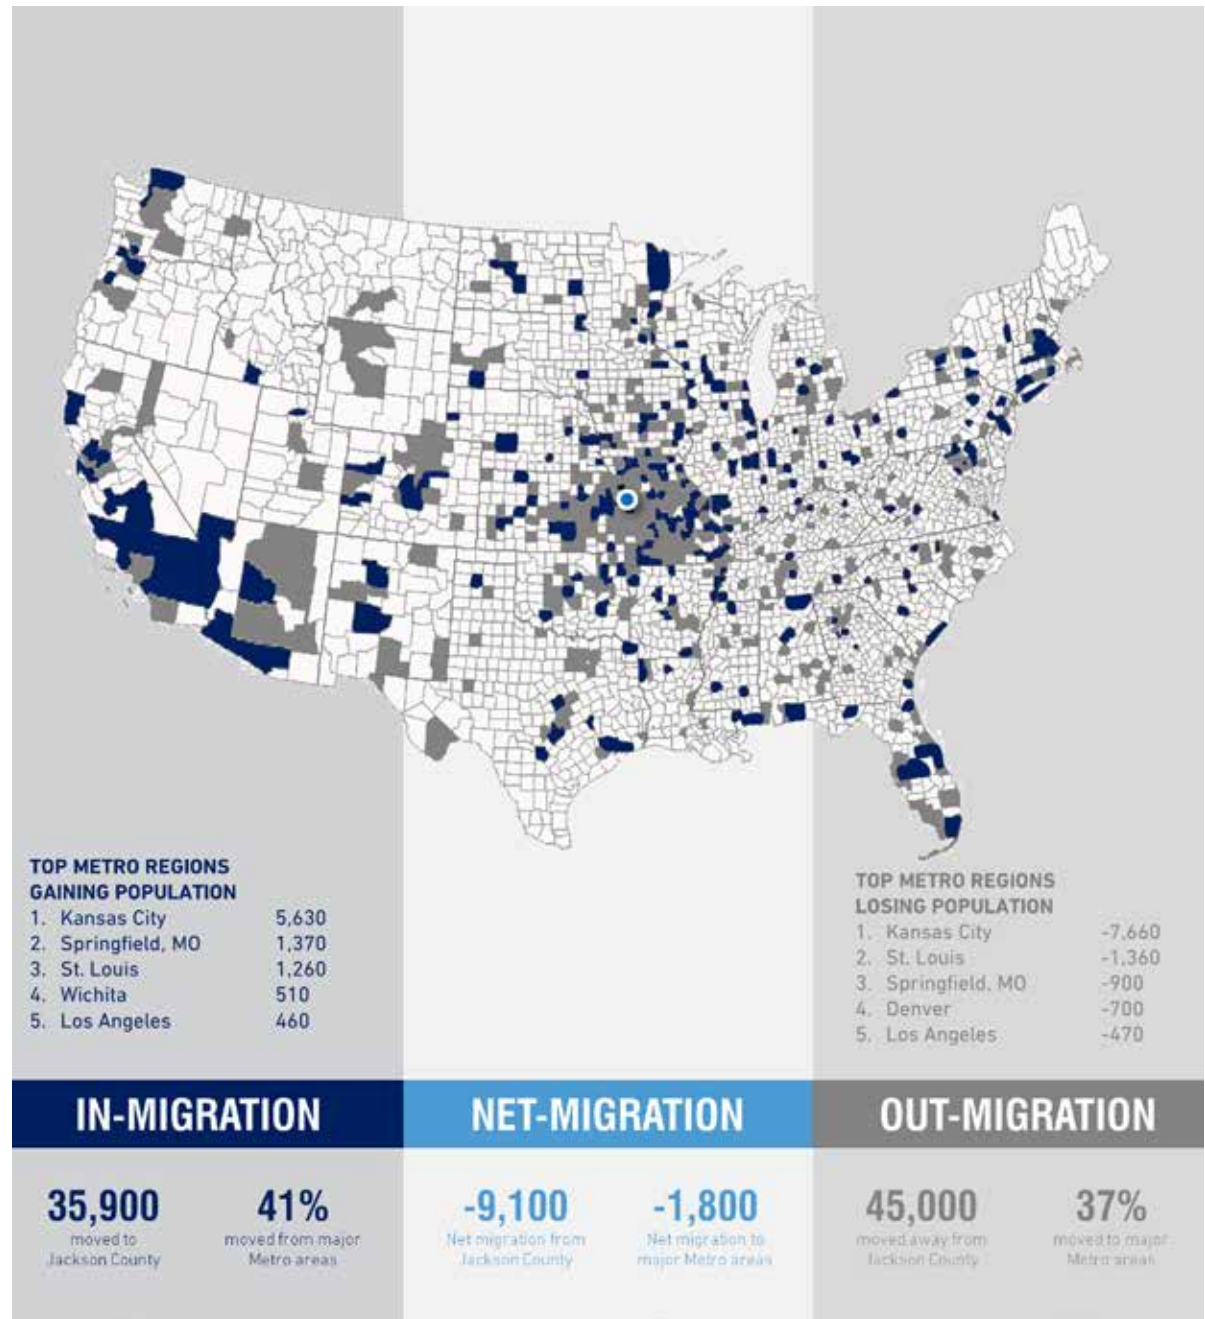 TOP METRO REGIONS
GAINING POPULATION
1. Kansas City 5,630
2. Springfield, MO 1,370
3. St. Louis 1,260
4. Wichita 510
5. Los Angeles 460
TOP METRO REGIONS
LOSING POPULATION
1. Kansas City -7,660
2. St. Louis -1,360
3. Springfield, MO -900
4. Denver -700
5. Los Angeles -470
IN-MIGRATION
NET-MIGRATION
OUT-MIGRATION
35,900
moved to
Jackson County
41%
moved from major
Metro areas
-9,100
Net migration from
Jackson County
-1,800
Net migration to
major Metro areas
45,000
moved away from
Jackson County
37%
moved to major
Metro areas